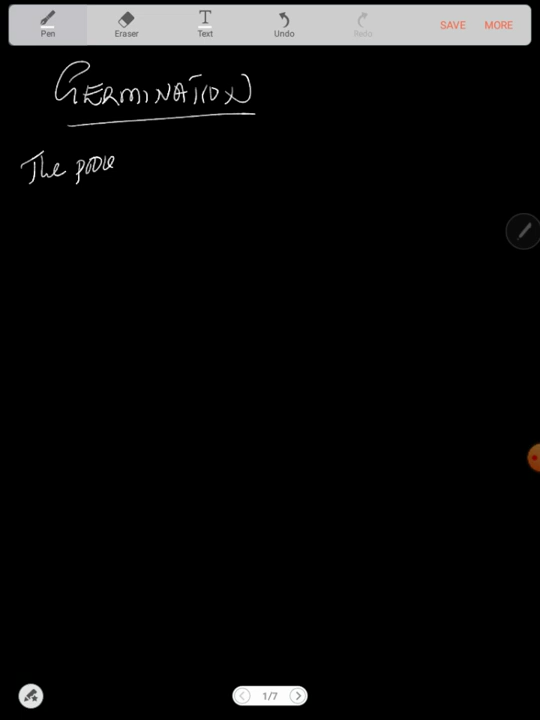 Pen Eraser Text Undo Redo SAVE MORE
GERMINATION
The
1/7